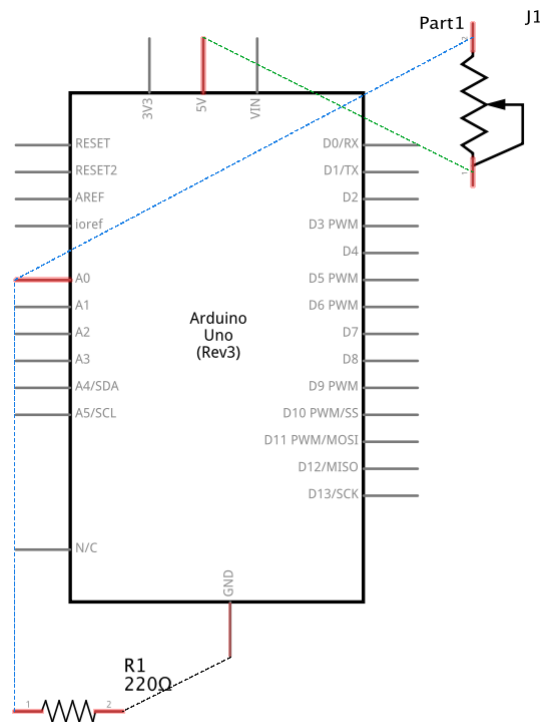 Part1
J1
2
1
3V3
5V
VIN
RESET
RESET2
AREF
ioref
A0
A1
A2
A3
A4/SDA
A5/SCL
N/C
D0/RX
D1/TX
D2
D3 PWM
D4
D5 PWM
D6 PWM
D7
D8
D9 PWM
D10 PWM/SS
D11 PWM/MOSI
D12/MISO
D13/SCK
Arduino
Uno
(Rev3)
GND
R1
220Ω
1
2